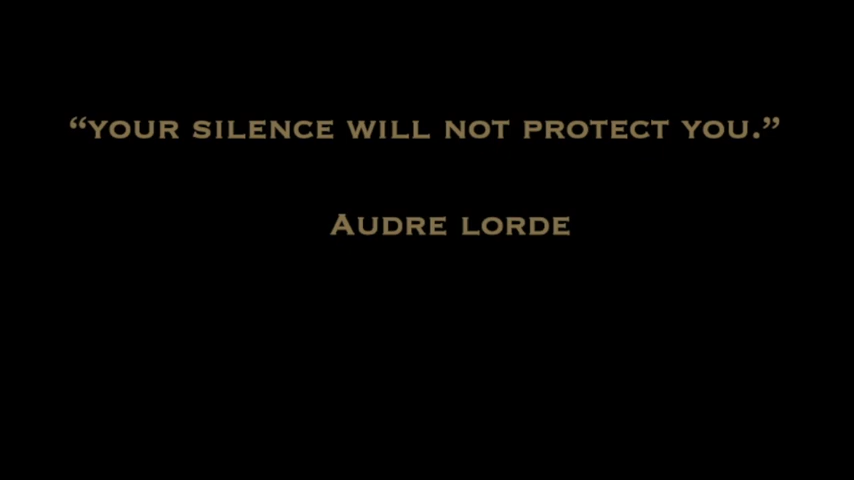 “YOUR SILENCE WILL NOT PROTECT YOU.”
AUDRE LORDE